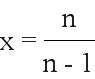 x = n / n - 1